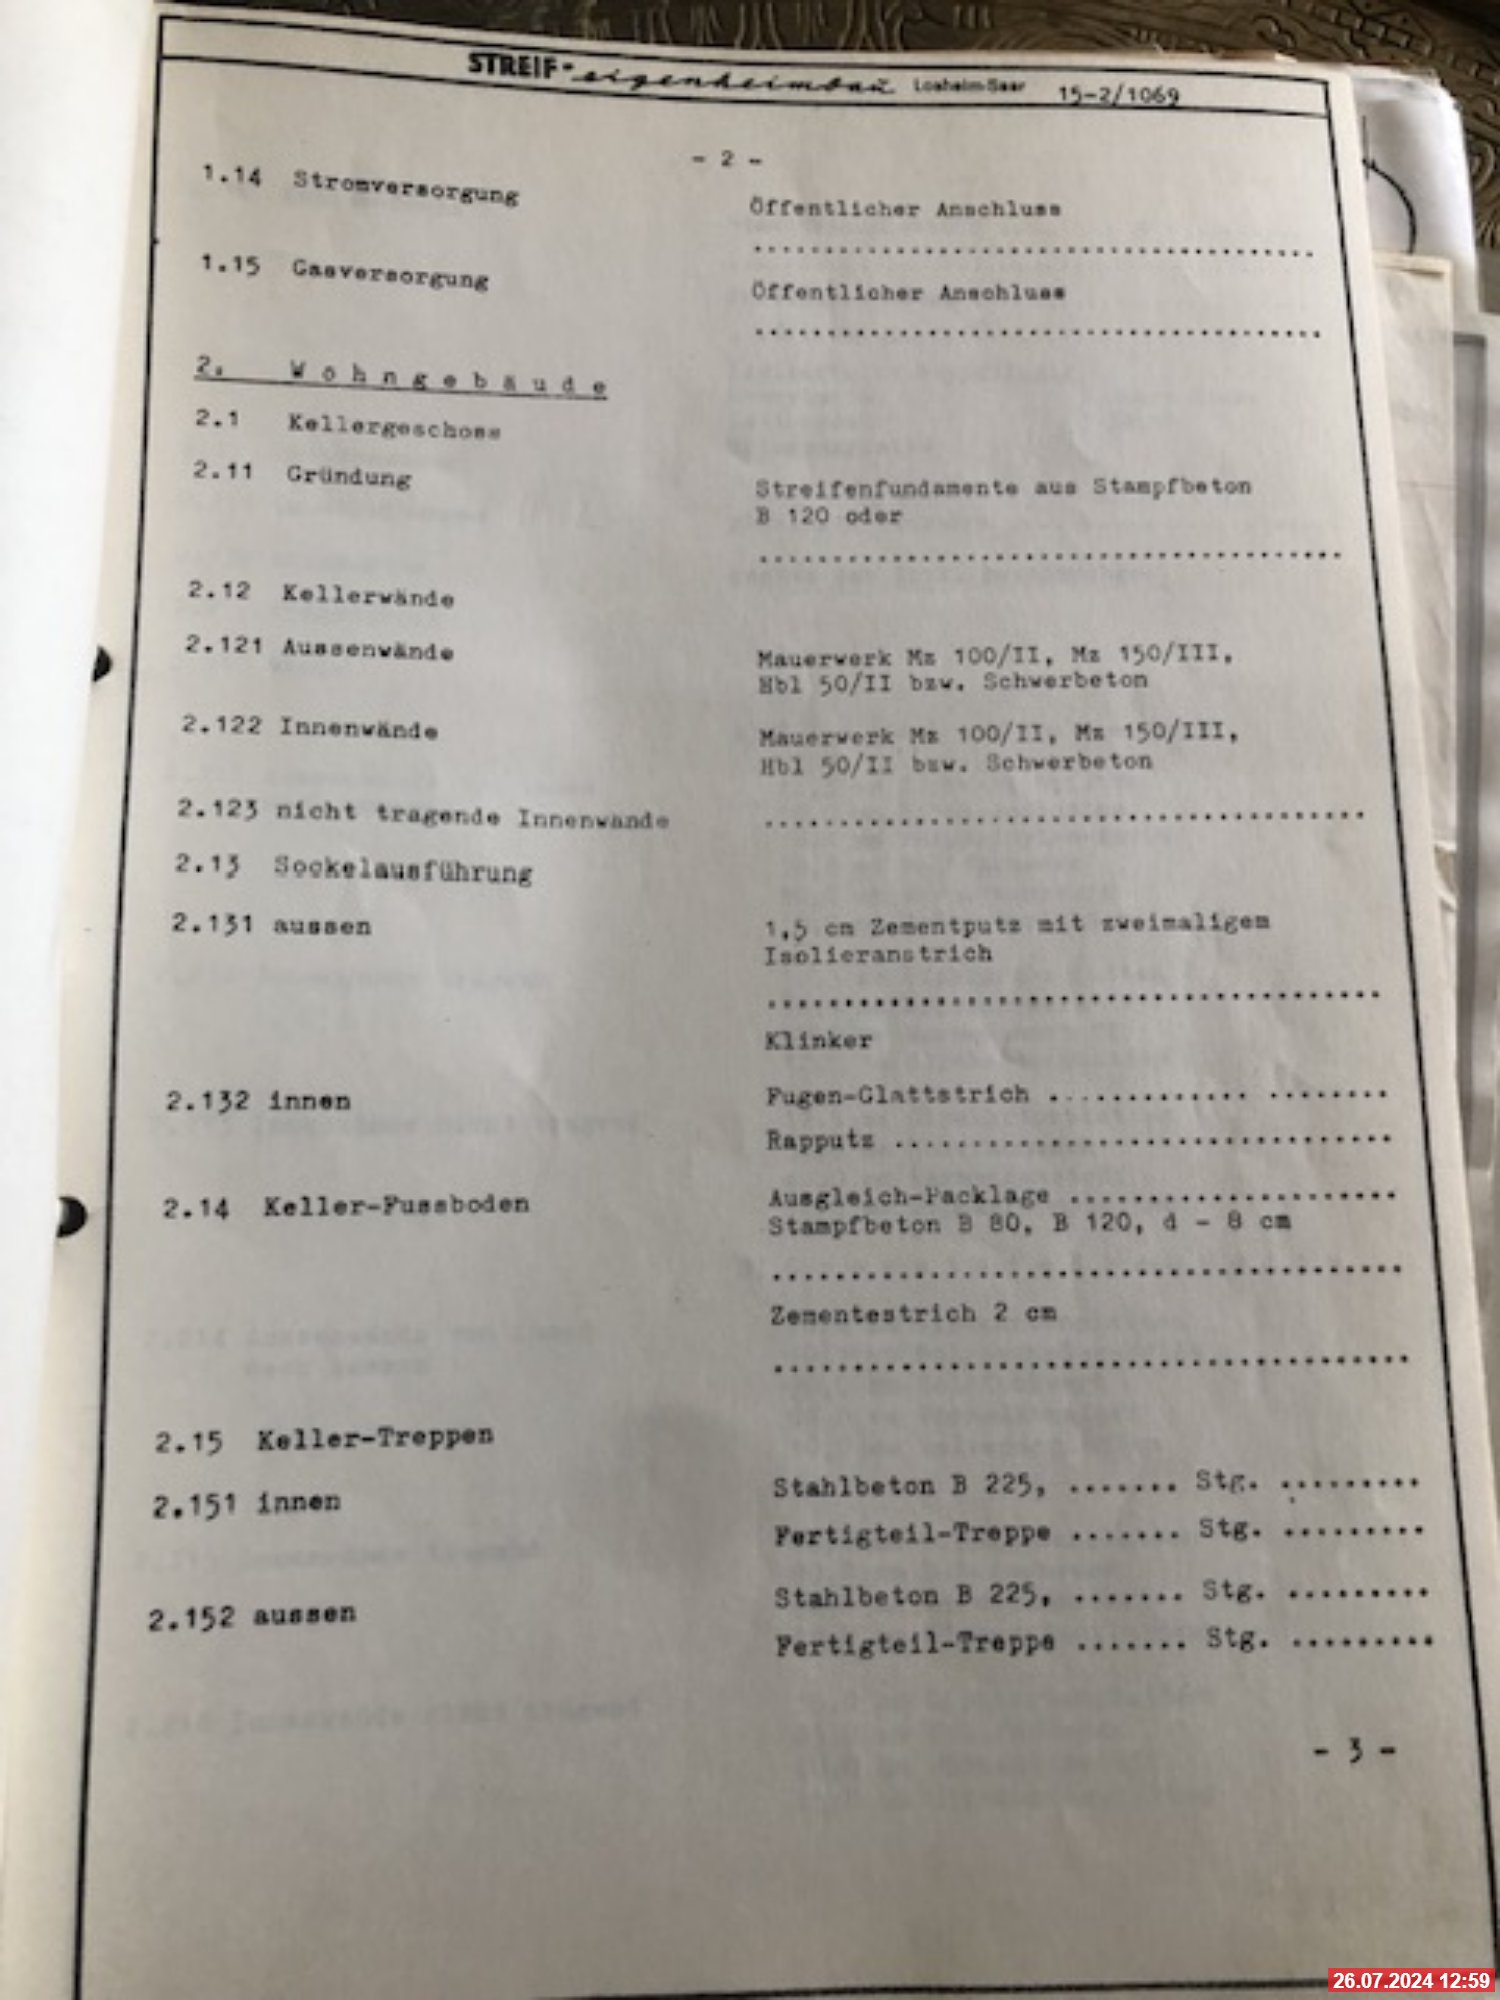 STREIF-eigenheimbau Losheim-Saar 15-2/1069
- 2 -
1.14 Stromversorgung Öffentlicher Anschluss
........................................
1.15 Gasversorgung Öffentlicher Anschluss
........................................
2. Wohngebäude
2.1 Kellergeschoss
2.11 Gründung Streifenfundamente aus Stampfbeton
B 120 oder
........................................
2.12 Kellerwände
2.121 Aussenwände Mauerwerk Mz 100/II, Mz 150/III,
Hbl 50/II bzw. Schwerbeton
2.122 Innenwände Mauerwerk Mz 100/II, Mz 150/III,
Hbl 50/II bzw. Schwerbeton
2.123 nicht tragende Innenwände ........................................
2.13 Sockelausführung
2.131 aussen 1,5 cm Zementputz mit zweimaligem
Isolieranstrich
........................................
Klinker
2.132 innen Fugen-Glattstrich ............. ........
Rapputz ................................
2.14 Keller-Fussboden Ausgleich-Packlage .....................
Stampfbeton B 80, B 120, d - 8 cm
........................................
Zementestrich 2 cm
........................................
2.15 Keller-Treppen
2.151 innen Stahlbeton B 225, ....... Stg. .........
Fertigteil-Treppe ....... Stg. .........
2.152 aussen Stahlbeton B 225, ....... Stg. .........
Fertigteil-Treppe ....... Stg. .........
- 3 -
26.07.2024 12:59